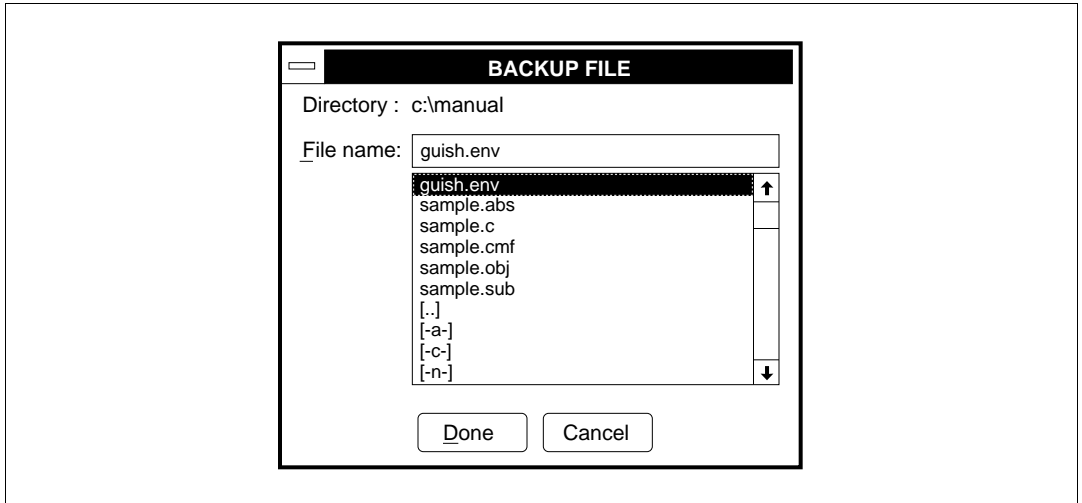 BACKUP FILE
Directory : c:\manual
File name: guish.env
guish.env
sample.abs
sample.c
sample.cmf
sample.obj
sample.sub
[..]
[-a-]
[-c-]
[-n-]
Done Cancel